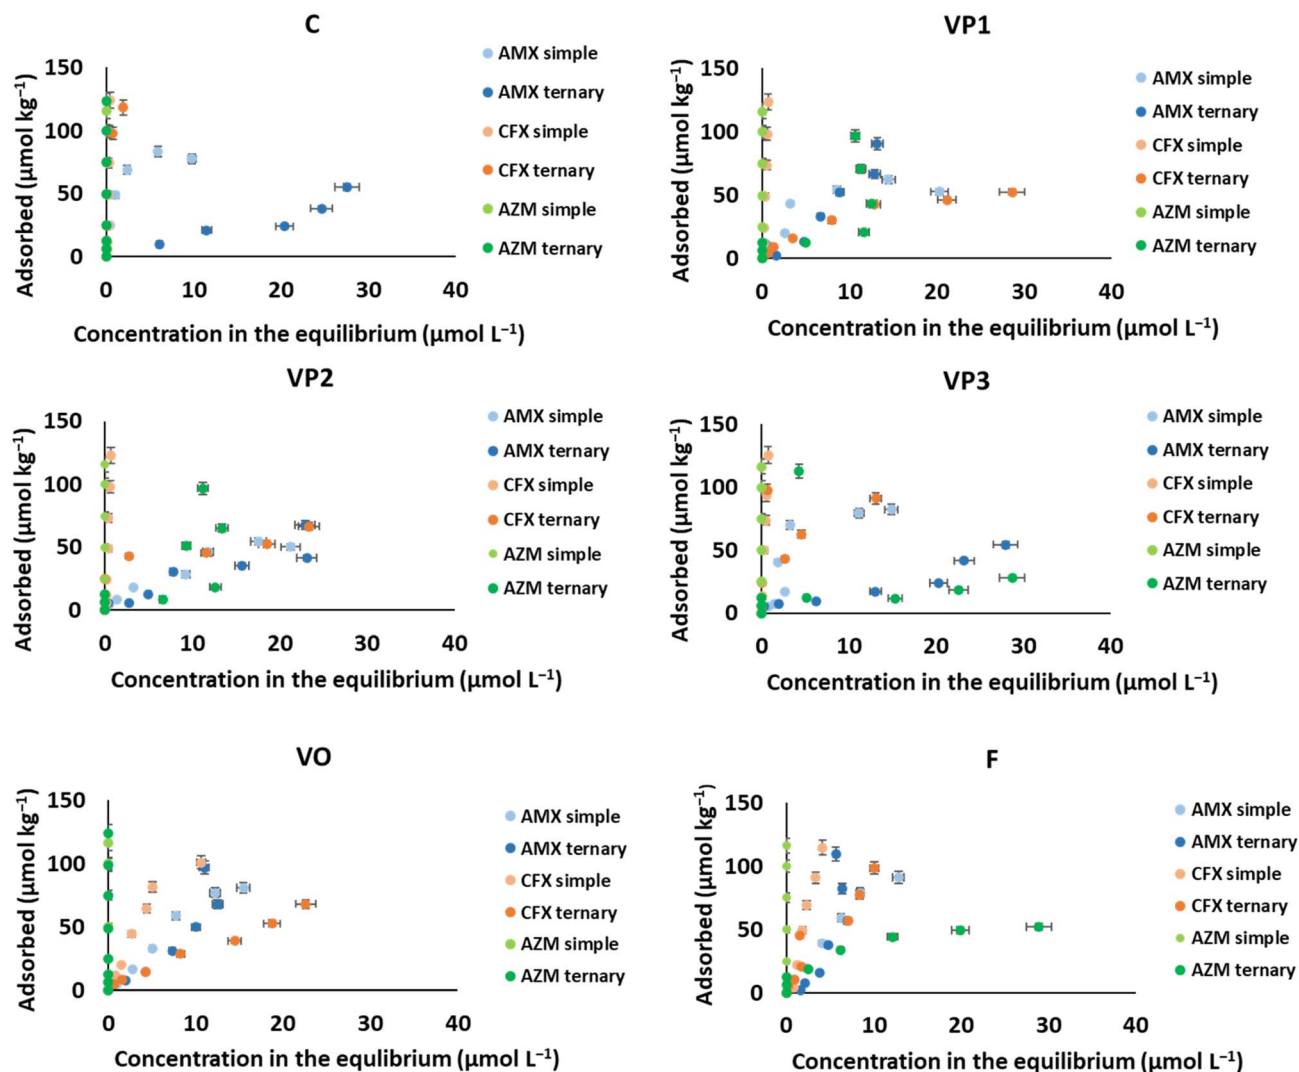 C
AMX simple
AMX ternary
CFX simple
CFX ternary
AZM simple
AZM ternary
150
100
50
0
0 10 20 30 40
Adsorbed (µmol kg⁻¹)
Concentration in the equilibrium (µmol L⁻¹)
VP1
AMX simple
AMX ternary
CFX simple
CFX ternary
AZM simple
AZM ternary
150
100
50
0
0 10 20 30 40
Adsorbed (µmol kg⁻¹)
Concentration in the equilibrium (µmol L⁻¹)
VP2
AMX simple
AMX ternary
CFX simple
CFX ternary
AZM simple
AZM ternary
150
100
50
0
0 10 20 30 40
Adsorbed (µmol kg⁻¹)
Concentration in the equilibrium (µmol L⁻¹)
VP3
AMX simple
AMX ternary
CFX simple
CFX ternary
AZM simple
AZM ternary
150
100
50
0
0 10 20 30 40
Adsorbed (µmol kg⁻¹)
Concentration in the equilibrium (µmol L⁻¹)
VO
AMX simple
AMX ternary
CFX simple
CFX ternary
AZM simple
AZM ternary
150
100
50
0
0 10 20 30 40
Adsorbed (µmol kg⁻¹)
Concentration in the equlibrium (µmol L⁻¹)
F
AMX simple
AMX ternary
CFX simple
CFX ternary
AZM simple
AZM ternary
150
100
50
0
0 10 20 30 40
Adsorbed (µmol kg⁻¹)
Concentration in the equilibrium (µmol L⁻¹)